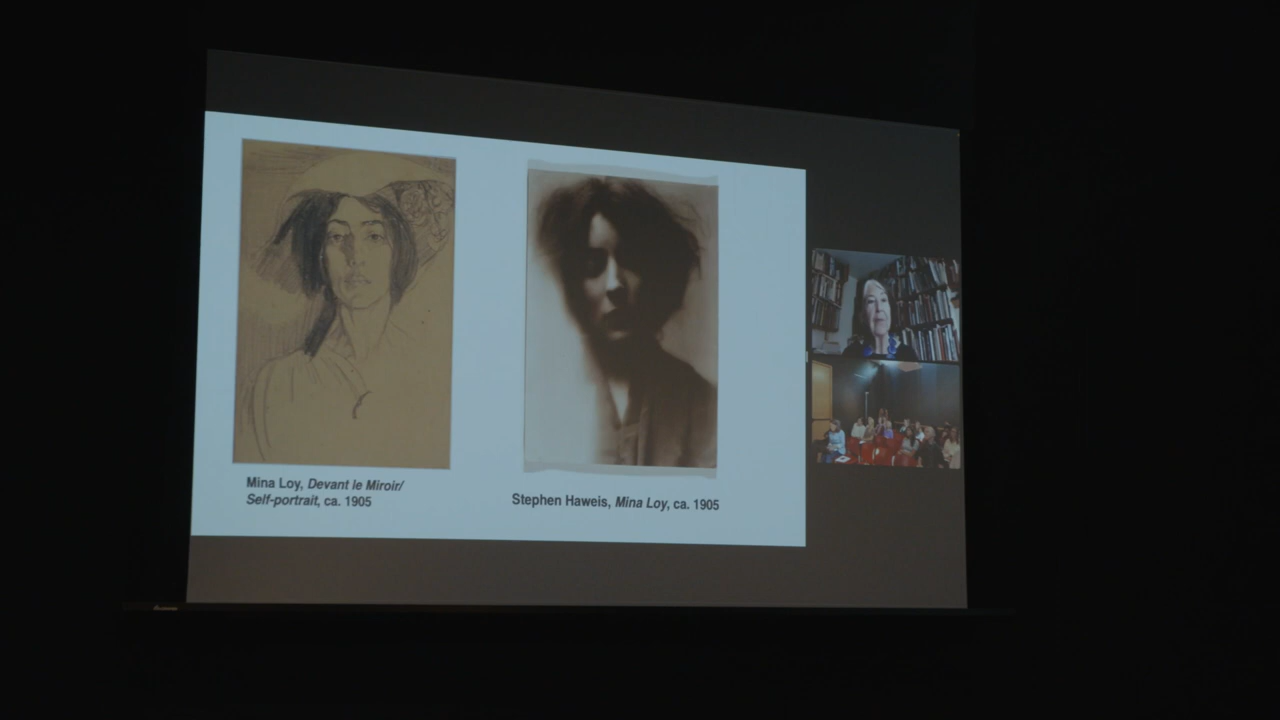 Mina Loy, Devant le Miroir/
Self-portrait, ca. 1905
Stephen Haweis, Mina Loy, ca. 1905